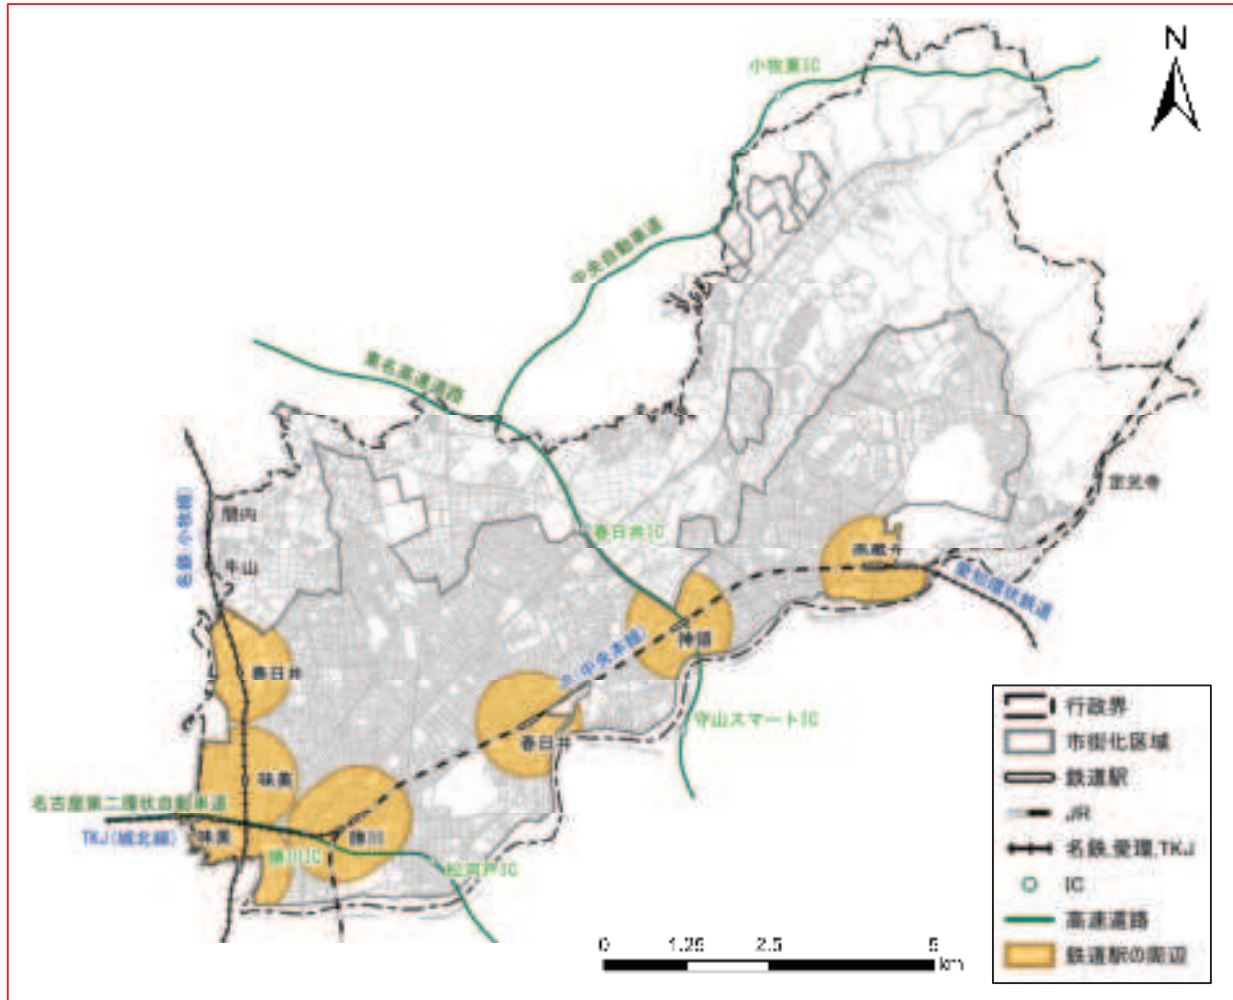 N
小牧東IC
中央自動車道
東名高速道路
名鉄(小牧線)
間内
牛山
春日井IC
定光寺
高蔵寺
愛知環状鉄道
神領
JR(中央本線)
春日井
守山スマートIC
春日井
味美
名古屋第二環状自動車道
TKJ(城北線)
味美
勝川IC
勝川
松河戸IC
0 1.25 2.5 5
km
行政界
市街化区域
鉄道駅
JR
名鉄,愛環,TKJ
IC
高速道路
鉄道駅の周辺